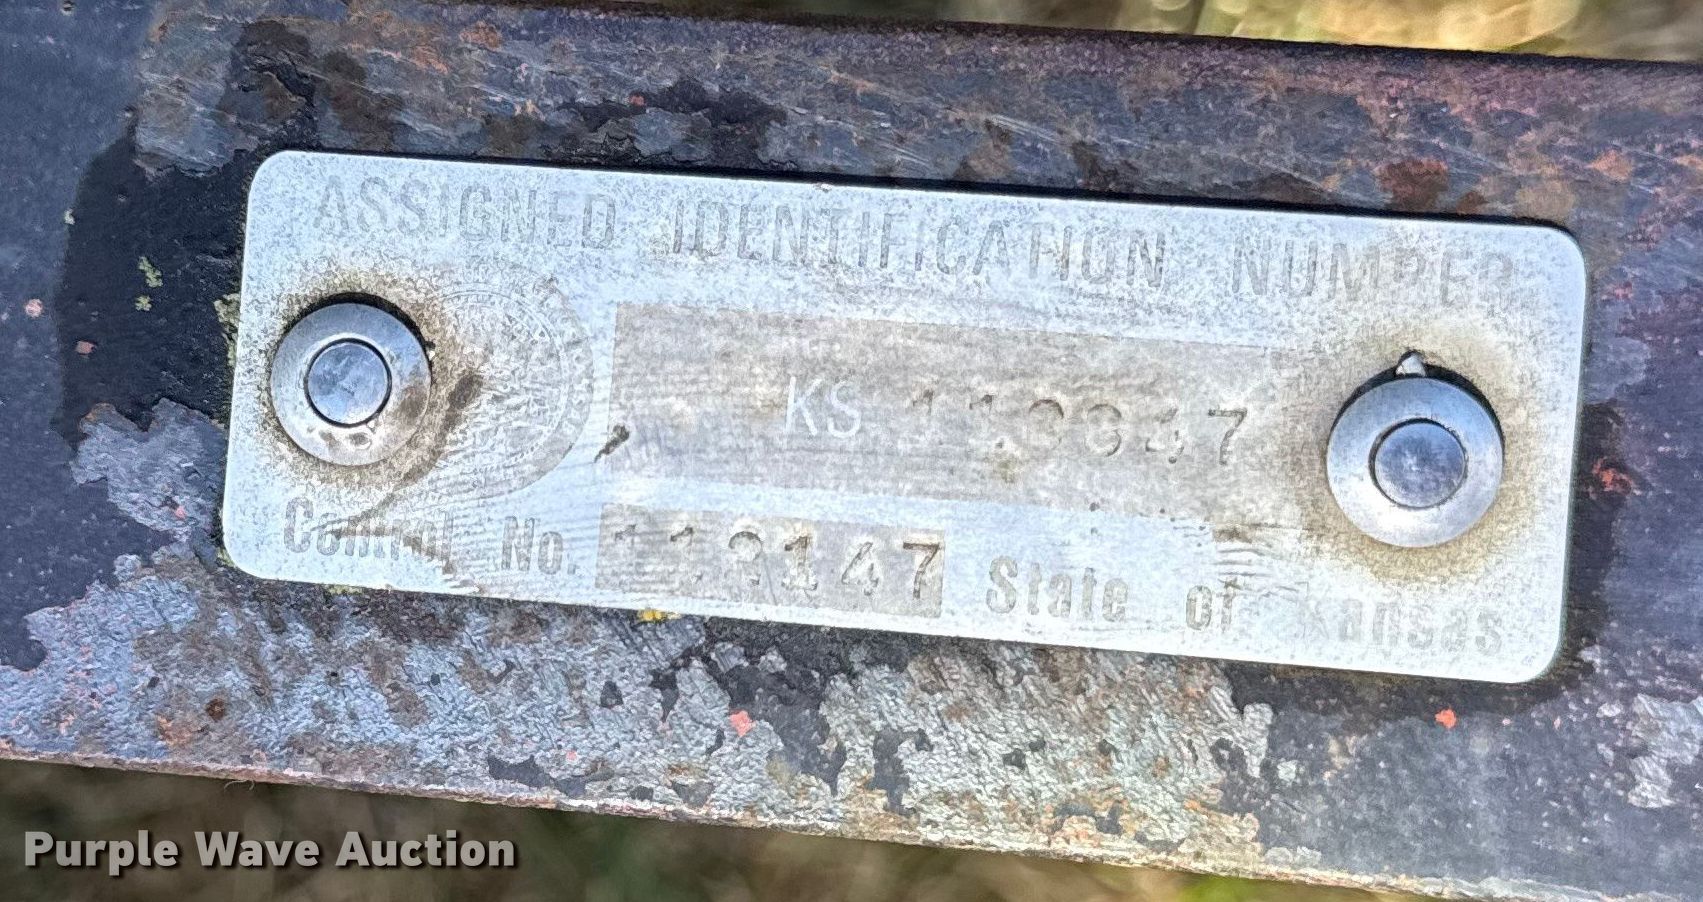 ASSIGNED IDENTIFICATION NUMBER
KS
Control No. State of Kansas
Purple Wave Auction